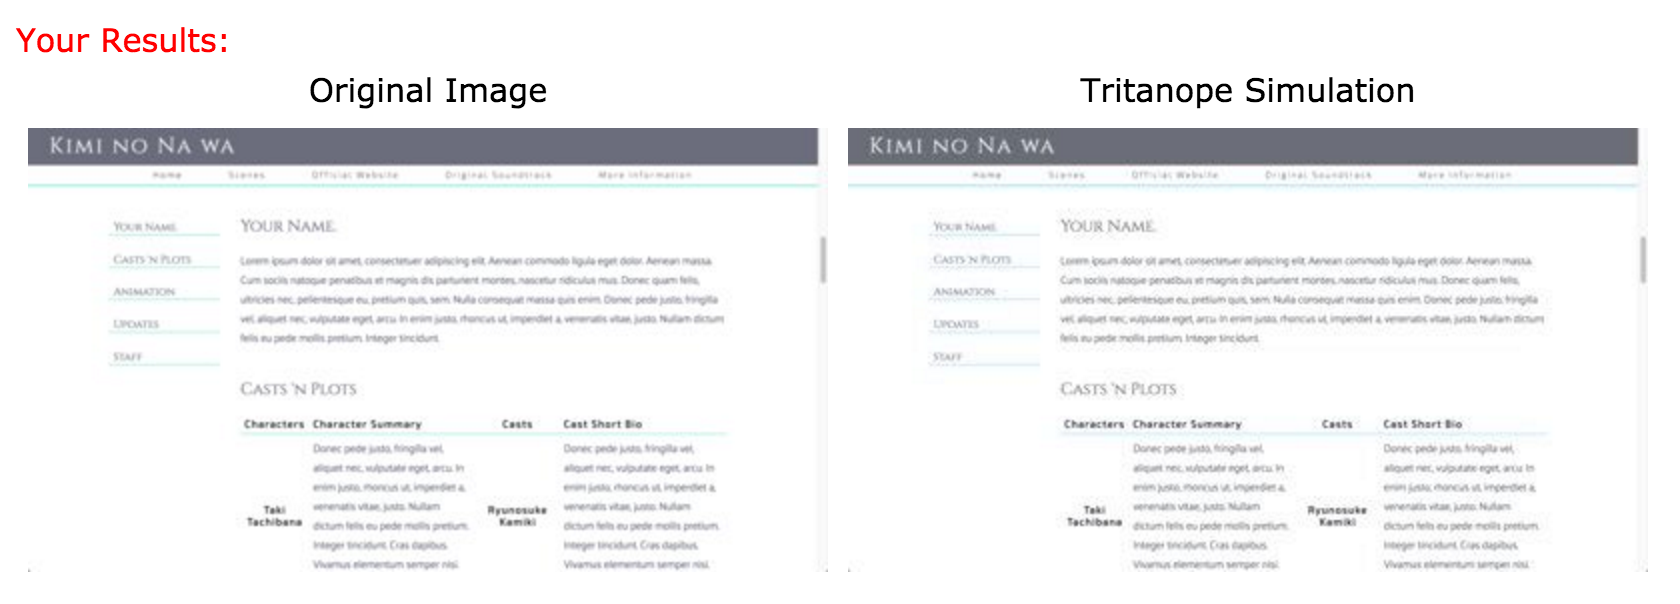 Your Results:
Original Image
Tritanope Simulation
KIMI NO NA WA
Home Scenes Official Website Original Soundtrack More Information
YOUR NAME.
CASTS 'N PLOTS
ANIMATION
UPDATES
STAFF
YOUR NAME.
Lorem ipsum dolor sit amet, consectetuer adipiscing elit. Aenean commodo ligula eget dolor. Aenean massa.
Cum sociis natoque penatibus et magnis dis parturient montes, nascetur ridiculus mus. Donec quam felis,
ultricies nec, pellentesque eu, pretium quis, sem. Nulla consequat massa quis enim. Donec pede justo, fringilla
vel, aliquet nec, vulputate eget, arcu. In enim justo, rhoncus ut, imperdiet a, venenatis vitae, justo. Nullam dictum
felis eu pede mollis pretium. Integer tincidunt.
CASTS 'N PLOTS
Characters Character Summary Casts Cast Short Bio
Taki
Tachibana
Donec pede justo, fringilla vel,
aliquet nec, vulputate eget, arcu. In
enim justo, rhoncus ut, imperdiet a,
venenatis vitae, justo. Nullam
dictum felis eu pede mollis pretium.
Integer tincidunt. Cras dapibus.
Vivamus elementum semper nisi.
Ryunosuke
Kamiki
Donec pede justo, fringilla vel,
aliquet nec, vulputate eget, arcu. In
enim justo, rhoncus ut, imperdiet a,
venenatis vitae, justo. Nullam
dictum felis eu pede mollis pretium.
Integer tincidunt. Cras dapibus.
Vivamus elementum semper nisi.
KIMI NO NA WA
Home Scenes Official Website Original Soundtrack More Information
YOUR NAME.
CASTS 'N PLOTS
ANIMATION
UPDATES
STAFF
YOUR NAME.
Lorem ipsum dolor sit amet, consectetuer adipiscing elit. Aenean commodo ligula eget dolor. Aenean massa.
Cum sociis natoque penatibus et magnis dis parturient montes, nascetur ridiculus mus. Donec quam felis,
ultricies nec, pellentesque eu, pretium quis, sem. Nulla consequat massa quis enim. Donec pede justo, fringilla
vel, aliquet nec, vulputate eget, arcu. In enim justo, rhoncus ut, imperdiet a, venenatis vitae, justo. Nullam dictum
felis eu pede mollis pretium. Integer tincidunt.
CASTS 'N PLOTS
Characters Character Summary Casts Cast Short Bio
Taki
Tachibana
Donec pede justo, fringilla vel,
aliquet nec, vulputate eget, arcu. In
enim justo, rhoncus ut, imperdiet a,
venenatis vitae, justo. Nullam
dictum felis eu pede mollis pretium.
Integer tincidunt. Cras dapibus.
Vivamus elementum semper nisi.
Ryunosuke
Kamiki
Donec pede justo, fringilla vel,
aliquet nec, vulputate eget, arcu. In
enim justo, rhoncus ut, imperdiet a,
venenatis vitae, justo. Nullam
dictum felis eu pede mollis pretium.
Integer tincidunt. Cras dapibus.
Vivamus elementum semper nisi.